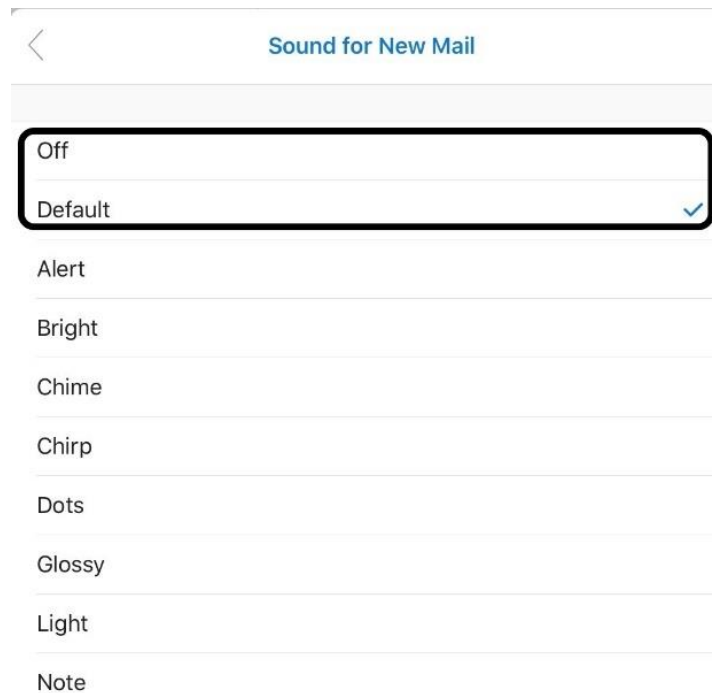 Sound for New Mail
Off
Default
Alert
Bright
Chime
Chirp
Dots
Glossy
Light
Note